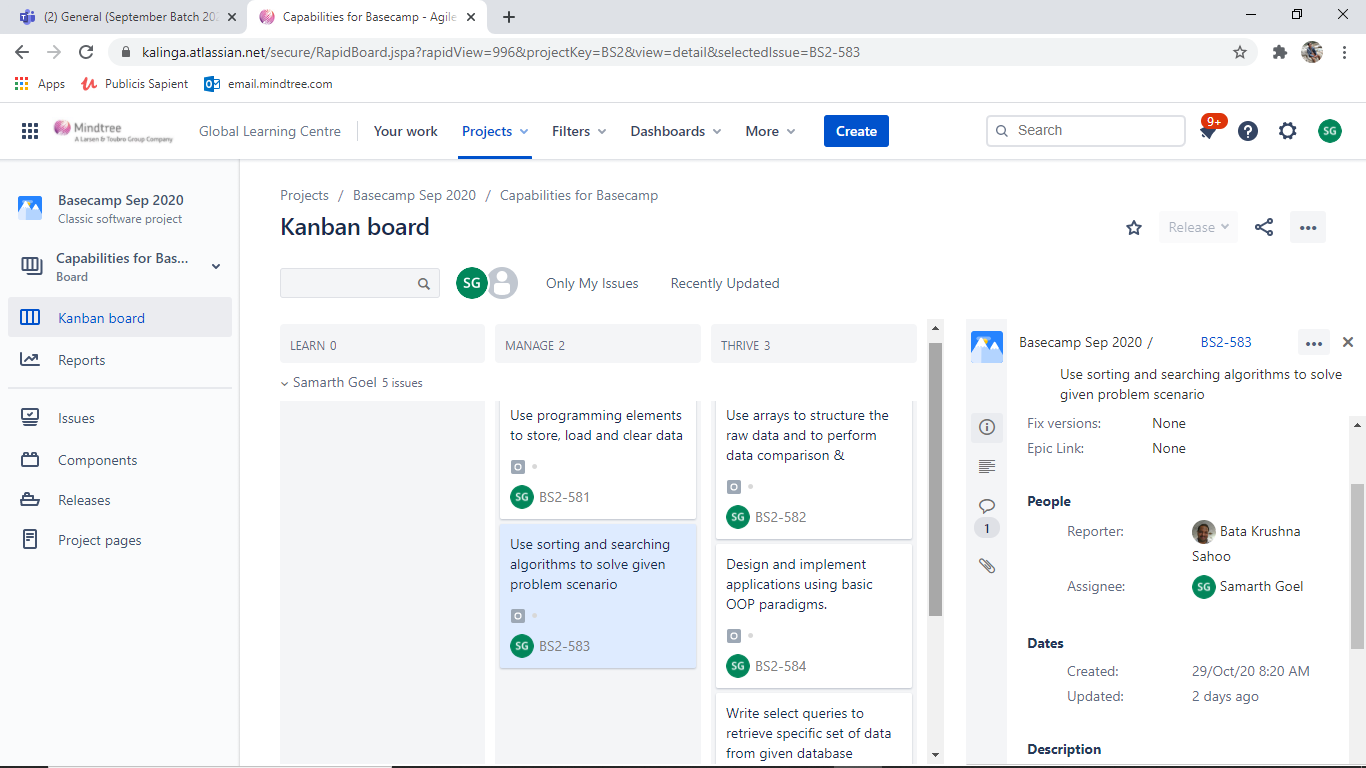 (2) General (September Batch 202
Capabilities for Basecamp - Agile
kalinga.atlassian.net/secure/RapidBoard.jspa?rapidView=996&projectKey=BS2&view=detail&selectedIssue=BS2-583
Apps
Publicis Sapient
email.mindtree.com
Mindtree
A Larsen & Toubro Group Company
Global Learning Centre
Your work
Projects
Filters
Dashboards
More
Create
Search
9+
SG
Basecamp Sep 2020
Classic software project
Capabilities for Bas...
Board
Kanban board
Reports
Issues
Components
Releases
Project pages
Projects / Basecamp Sep 2020 / Capabilities for Basecamp
Kanban board
Release
SG
Only My Issues
Recently Updated
LEARN 0
MANAGE 2
THRIVE 3
Samarth Goel 5 issues
Use programming elements
to store, load and clear data
SG BS2-581
Use sorting and searching
algorithms to solve given
problem scenario
SG BS2-583
Use arrays to structure the
raw data and to perform
data comparison &
SG BS2-582
Design and implement
applications using basic
OOP paradigms.
SG BS2-584
Write select queries to
retrieve specific set of data
from given database
Basecamp Sep 2020 / BS2-583
Use sorting and searching algorithms to solve
given problem scenario
Fix versions: None
Epic Link: None
1
People
Reporter: Bata Krushna
Sahoo
Assignee: SG Samarth Goel
Dates
Created: 29/Oct/20 8:20 AM
Updated: 2 days ago
Description